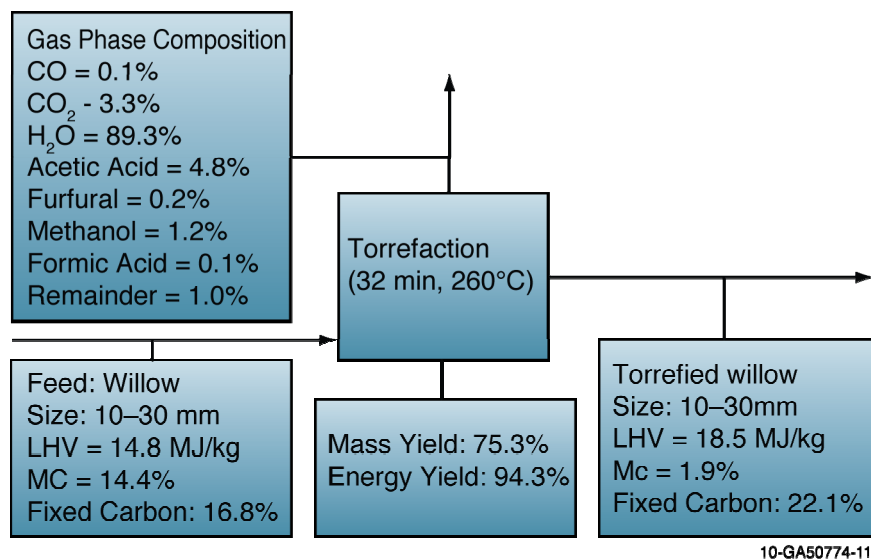 Gas Phase Composition
CO = 0.1%
CO₂ - 3.3%
H₂O = 89.3%
Acetic Acid = 4.8%
Furfural = 0.2%
Methanol = 1.2%
Formic Acid = 0.1%
Remainder = 1.0%
Torrefaction
(32 min, 260°C)
Feed: Willow
Size: 10–30 mm
LHV = 14.8 MJ/kg
MC = 14.4%
Fixed Carbon: 16.8%
Mass Yield: 75.3%
Energy Yield: 94.3%
Torrefied willow
Size: 10–30mm
LHV = 18.5 MJ/kg
Mc = 1.9%
Fixed Carbon: 22.1%
10-GA50774-11